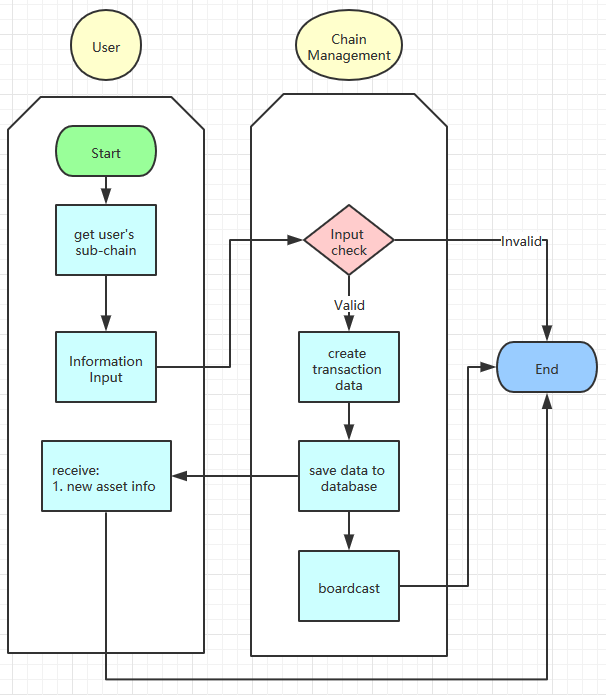 User
Chain
Management
Start
get user's
sub-chain
Input
check
Invalid
Valid
Information
Input
create
transaction
data
End
receive:
1. new asset info
save data to
database
boardcast